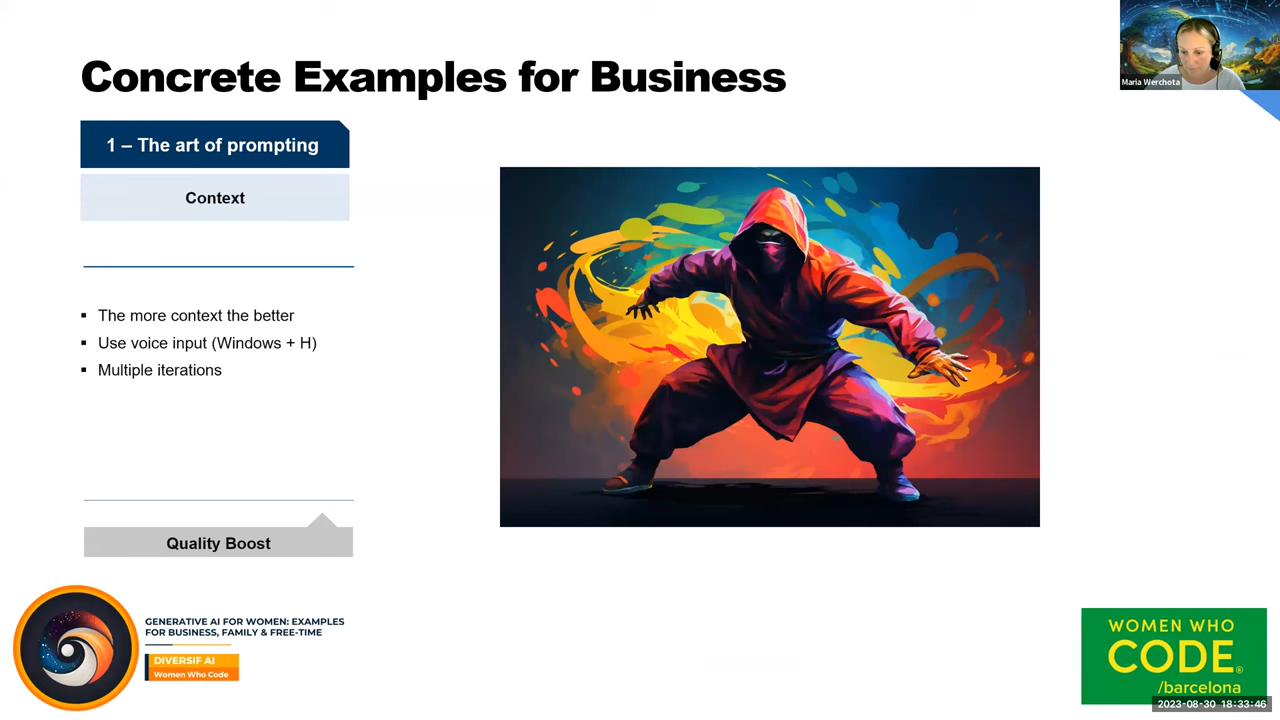 Concrete Examples for Business
Maria Werchota
1 – The art of prompting
Context
▪ The more context the better
▪ Use voice input (Windows + H)
▪ Multiple iterations
Quality Boost
GENERATIVE AI FOR WOMEN: EXAMPLES
FOR BUSINESS, FAMILY & FREE-TIME
DIVERSIF AI
Women Who Code
WOMEN WHO
CODE®
/barcelona
2023-08-30 18:33:46